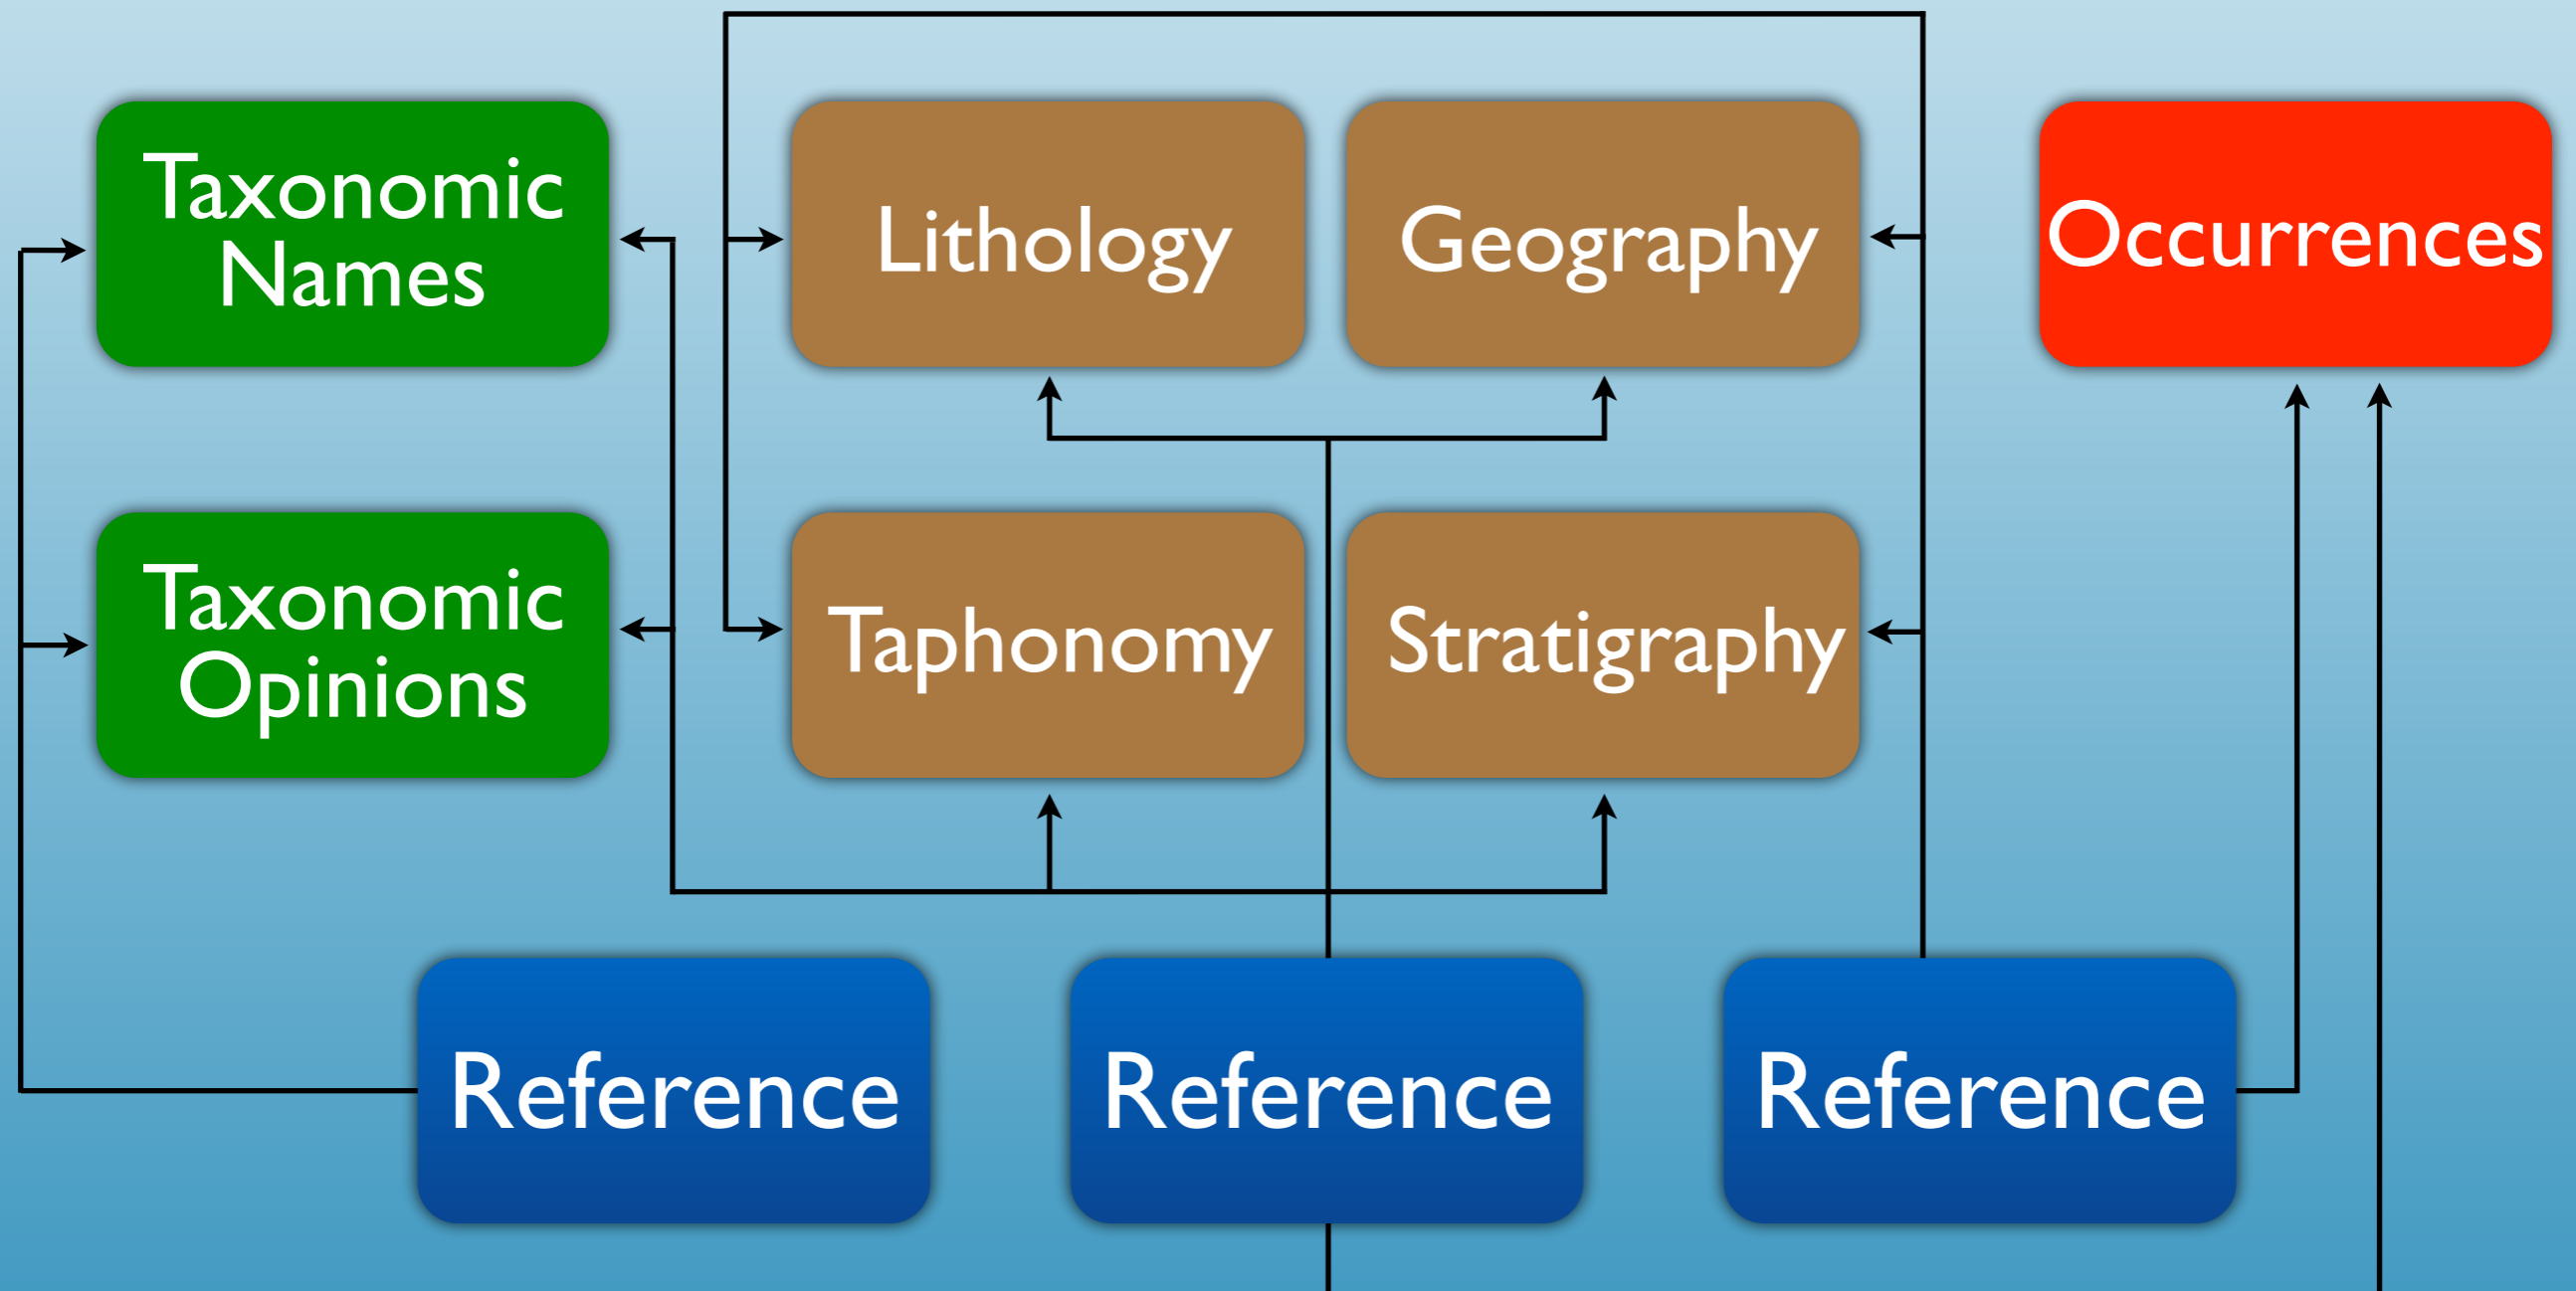 Taxonomic
Names
Lithology
Geography
Occurrences
Taxonomic
Opinions
Taphonomy
Stratigraphy
Reference
Reference
Reference